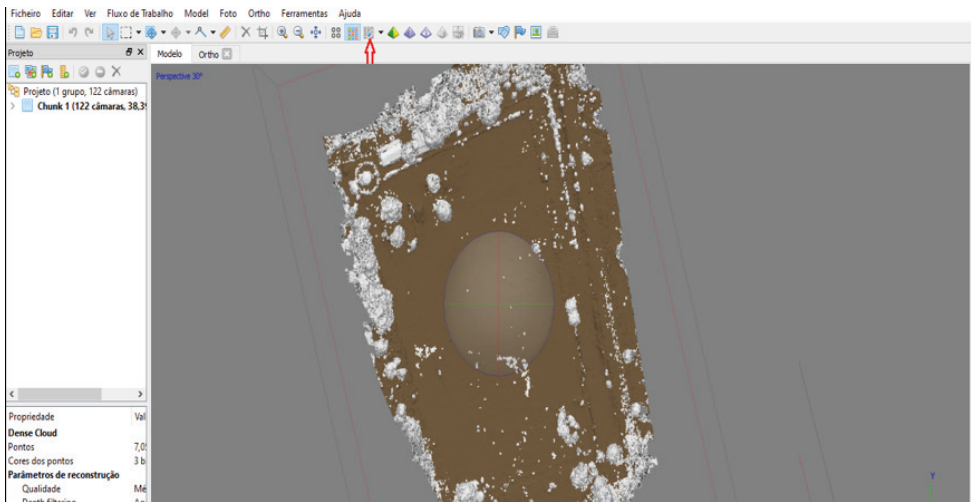 Ficheiro Editar Ver Fluxo de Trabalho Model Foto Ortho Ferramentas Ajuda
Projeto
Modelo Ortho
Perspective 30°
Projeto (1 grupo, 122 câmaras)
Chunk 1 (122 câmaras, 38,3
Propriedade Val
Dense Cloud
Pontos 7,0
Cores dos pontos 3 b
Parâmetros de reconstrução
Qualidade Mé
Depth filtering
Y